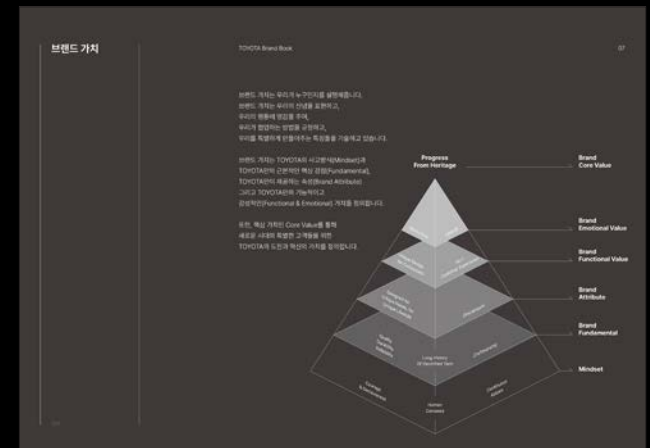 브랜드 가치
TOYOTA Brand Book
07
브랜드 가치는 우리가 누구인지를 설명해줍니다.
브랜드 가치는 우리의 신념을 표현하고,
우리의 행동에 영감을 주며,
우리가 협업하는 방법을 규정하고,
우리를 특별하게 만들어주는 특징들을 기술하고 있습니다.
브랜드 가치는 TOYOTA의 사고방식(Mindset)과
TOYOTA만의 근본적인 핵심 강점(Fundamental),
TOYOTA만이 제공하는 속성(Brand Attribute)
그리고 TOYOTA만의 기능적이고
감성적인(Functional & Emotional) 가치를 정의합니다.
또한, 핵심 가치인 Core Value를 통해
새로운 시대의 특별한 고객들을 위한
TOYOTA의 도전과 혁신의 가치를 정의합니다.
Progress
From Heritage
Brand
Core Value
Brand
Emotional Value
Brand
Functional Value
Brand
Attribute
Brand
Fundamental
Mindset
Designed for
Unique Lifestyle
Quality
Durability
Reliability
Long History
Of
Continuous
Human